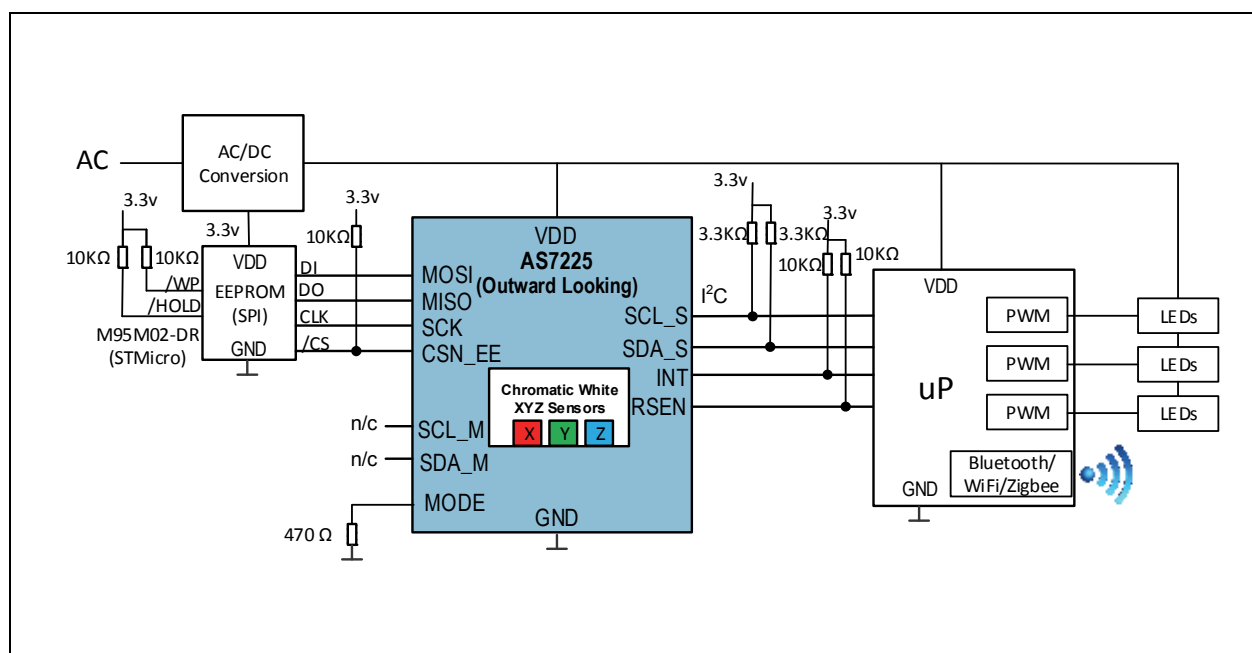 AC
AC/DC
Conversion
3.3v
3.3v
3.3v
10KΩ
10KΩ
10KΩ
/WP
/HOLD
VDD
EEPROM
(SPI)
GND
M95M02-DR
(STMicro)
DI
DO
CLK
/CS
VDD
AS7225
(Outward Looking)
MOSI
MISO
SCK
CSN_EE
Chromatic White
XYZ Sensors
X Y Z
n/c
SCL_M
n/c
SDA_M
MODE
470 Ω
GND
SCL_S
SDA_S
INT
RSEN
I²C
3.3v
3.3KΩ
3.3KΩ
3.3v
10KΩ
10KΩ
VDD
uP
GND
PWM
PWM
PWM
Bluetooth/
WiFi/Zigbee
LEDs
LEDs
LEDs